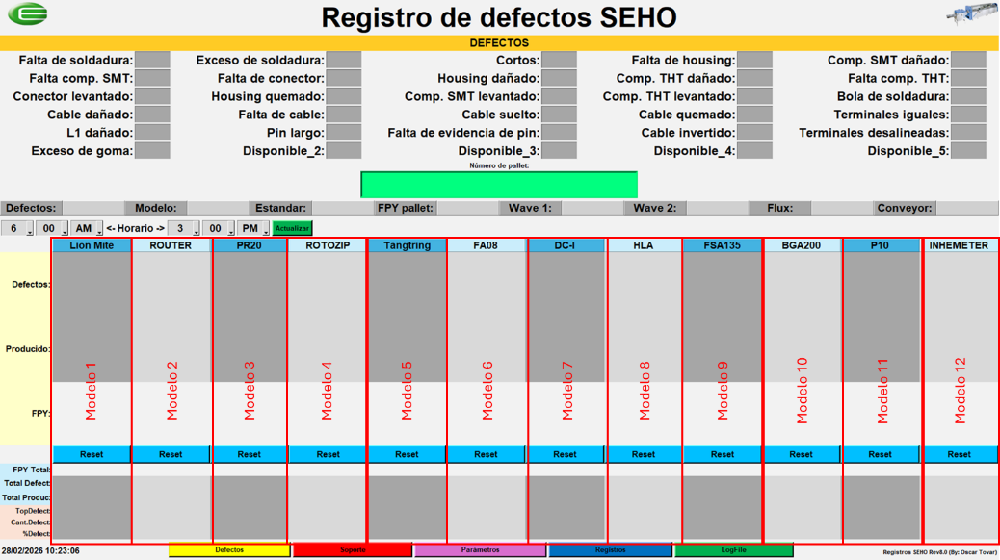 Registro de defectos SEHO
DEFECTOS
Falta de soldadura: Exceso de soldadura: Cortos: Falta de housing: Comp. SMT dañado:
Falta comp. SMT: Falta de conector: Housing dañado: Comp. THT dañado: Falta comp. THT:
Conector levantado: Housing quemado: Comp. SMT levantado: Comp. THT levantado: Bola de soldadura:
Cable dañado: Falta de cable: Cable suelto: Cable quemado: Terminales iguales:
L1 dañado: Pin largo: Falta de evidencia de pin: Cable invertido: Terminales desalineadas:
Exceso de goma: Disponible_2: Disponible_3: Disponible_4: Disponible_5:
Número de pallet:
Defectos: Modelo: Estandar: FPY pallet: Wave 1: Wave 2: Flux: Conveyor:
6 00 AM <- Horario -> 3 00 PM Actualizar
Lion Mite ROUTER PR20 ROTOZIP Tangtring FA08 DC-I HLA FSA135 BGA200 P10 INHEMETER
Defectos:
Producido:
Modelo 1 Modelo 2 Modelo 3 Modelo 4 Modelo 5 Modelo 6 Modelo 7 Modelo 8 Modelo 9 Modelo 10 Modelo 11 Modelo 12
FPY:
Reset Reset Reset Reset Reset Reset Reset Reset Reset Reset Reset Reset
FPY Total:
Total Defect:
Total Produc:
TopDefect:
Cant.Defect:
%Defect:
28/02/2026 10:23:06 Defectos Soporte Parámetros Registros LogFile Registros SEHO Rev8.0 (By: Oscar Tovar)